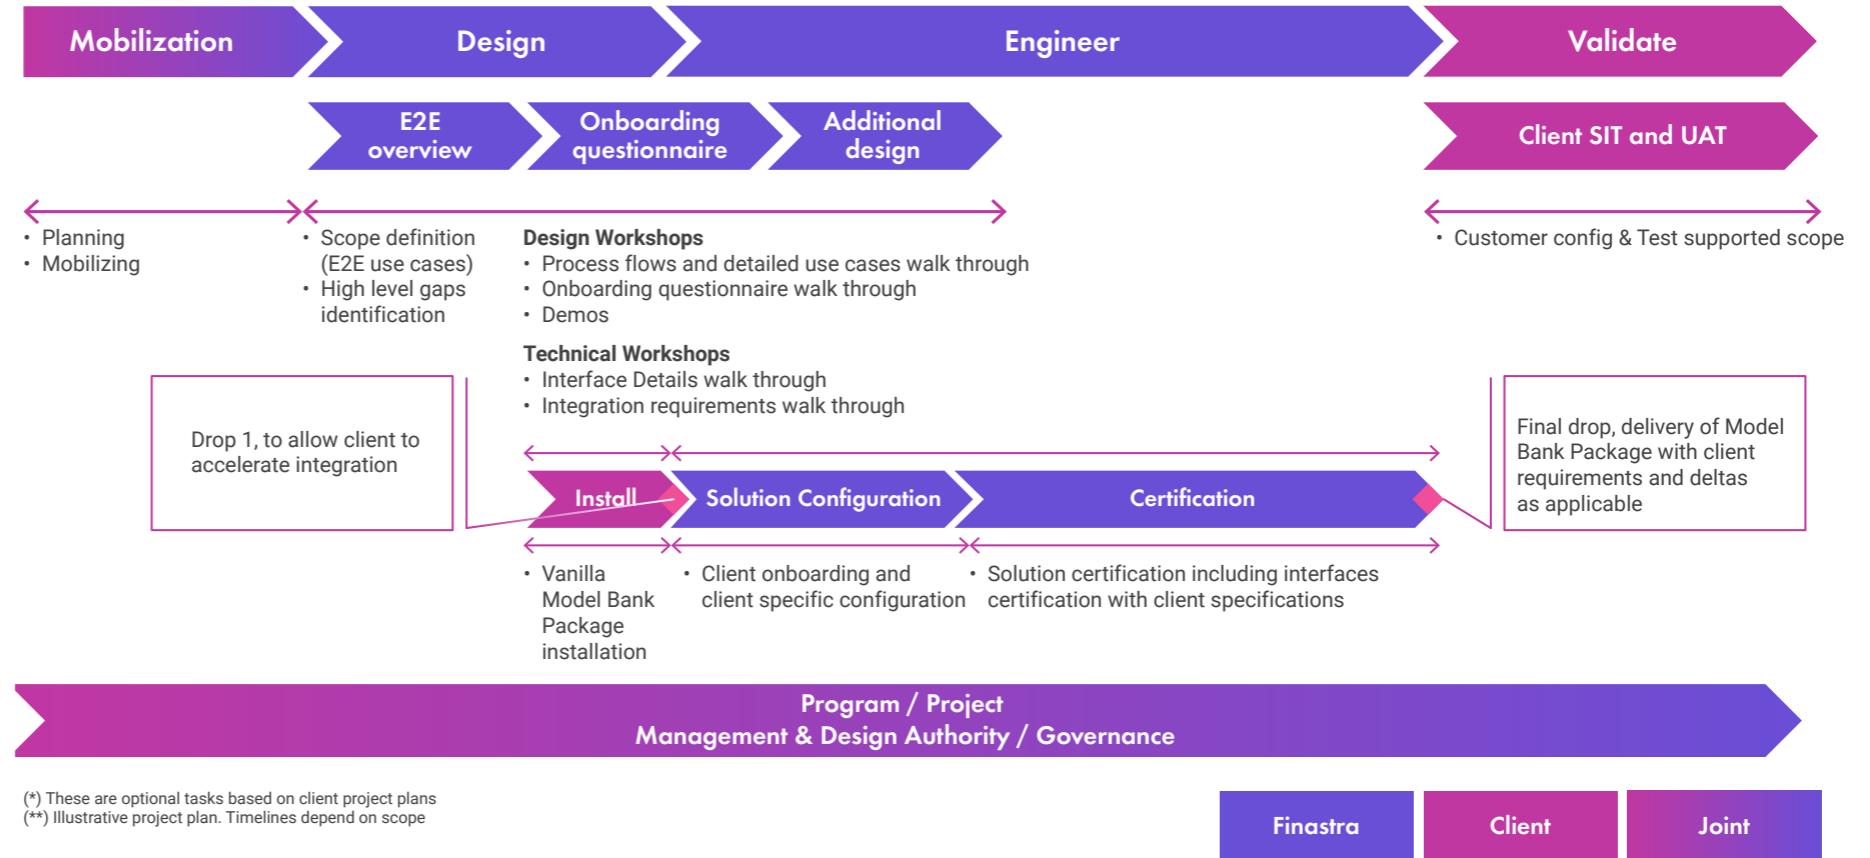 Mobilization
Design
Engineer
Validate
E2E
overview
Onboarding
questionnaire
Additional
design
Client SIT and UAT
• Planning
• Mobilizing
• Scope definition
(E2E use cases)
• High level gaps
identification
Design Workshops
• Process flows and detailed use cases walk through
• Onboarding questionnaire walk through
• Demos
Technical Workshops
• Interface Details walk through
• Integration requirements walk through
• Customer config & Test supported scope
Drop 1, to allow client to
accelerate integration
Install
Solution Configuration
Certification
Final drop, delivery of Model
Bank Package with client
requirements and deltas
as applicable
• Vanilla
Model Bank
Package
installation
• Client onboarding and
client specific configuration
• Solution certification including interfaces
certification with client specifications
Program / Project
Management & Design Authority / Governance
(*) These are optional tasks based on client project plans
(**) Illustrative project plan. Timelines depend on scope
Finastra
Client
Joint